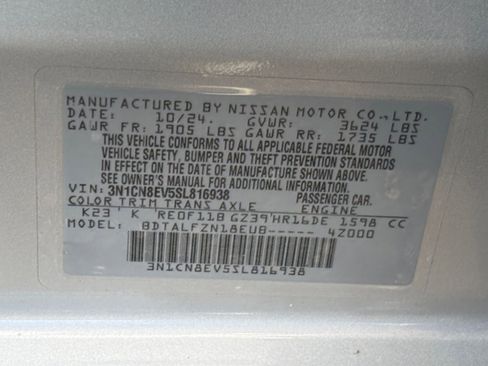 MANUFACTURED BY NISSAN MOTOR CO., LTD.
DATE: 10/24. GVWR: 3624 LBS
GAWR FR: 1905 LBS GAWR RR: 1735 LBS
THIS VEHICLE CONFORMS TO ALL APPLICABLE FEDERAL MOTOR
VEHICLE SAFETY, BUMPER AND THEFT PREVENTION STANDARDS
IN EFFECT ON THE DATE OF MANUFACTURE SHOWN ABOVE.
SEE OWNER'S MANUAL FOR MAXIMUM VEHICLE LOADING.
VIN: 3N1CN8EV5SL816938 PASSENGER CAR.
COLOR TRIM TRANS AXLE ENGINE
K23 K RE0F11B GZ39 HR16DE 1598 CC
MODEL: BDTALFZN18EUB-----4Z000
3N1CN8EV5SL816938